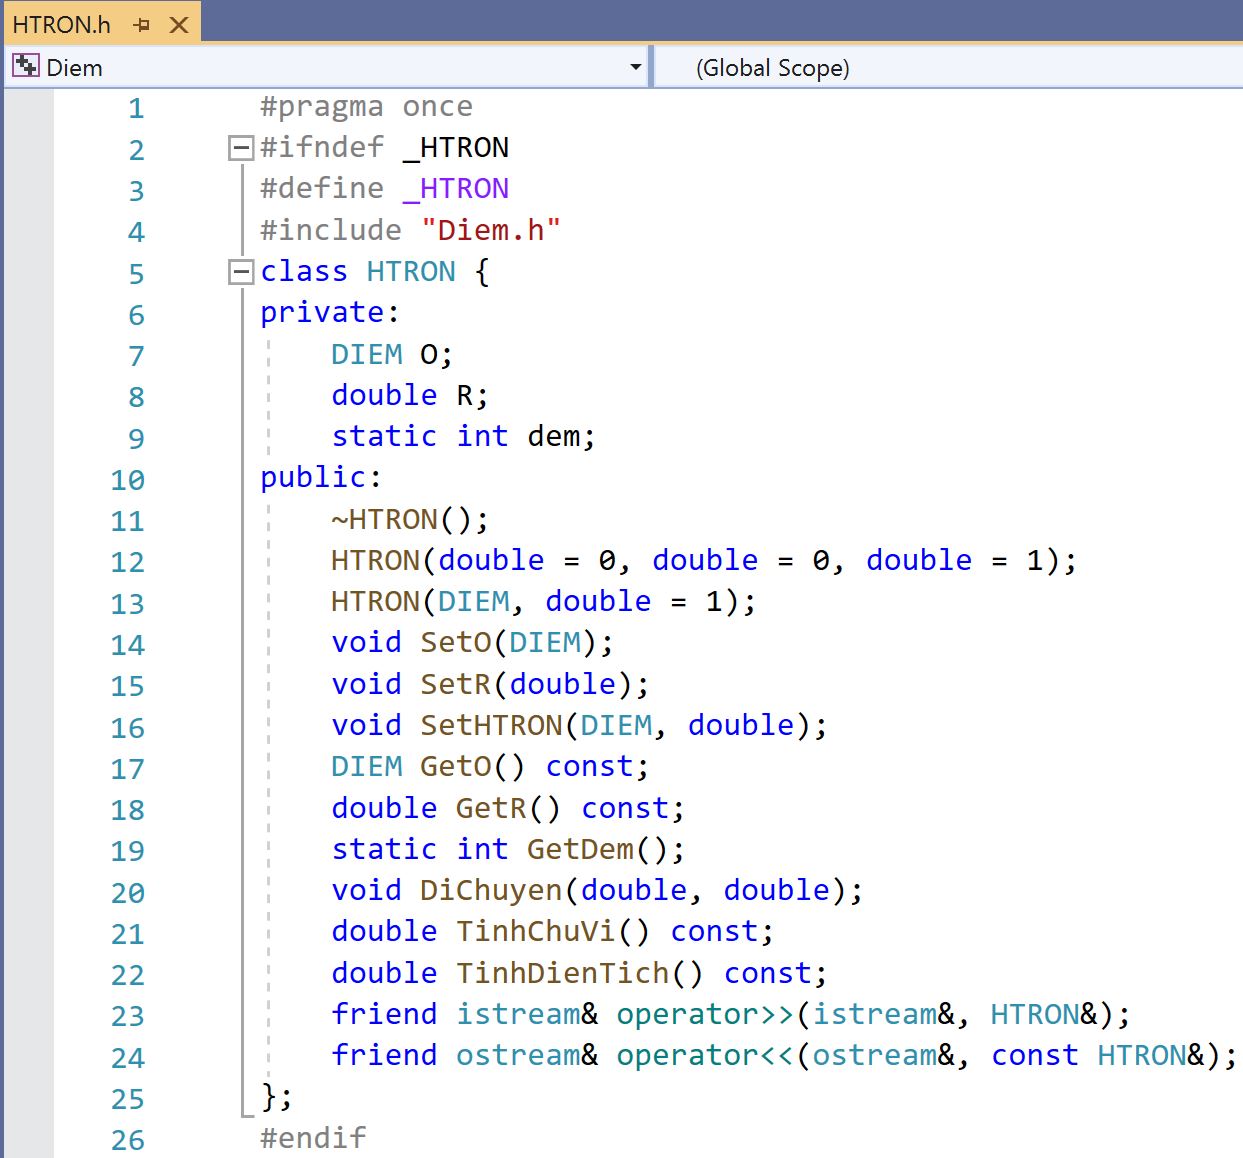 HTRON.h
Diem
(Global Scope)
1 #pragma once
2 #ifndef _HTRON
3 #define _HTRON
4 #include "Diem.h"
5 class HTRON {
6 private:
7 DIEM O;
8 double R;
9 static int dem;
10 public:
11 ~HTRON();
12 HTRON(double = 0, double = 0, double = 1);
13 HTRON(DIEM, double = 1);
14 void SetO(DIEM);
15 void SetR(double);
16 void SetHTRON(DIEM, double);
17 DIEM GetO() const;
18 double GetR() const;
19 static int GetDem();
20 void DiChuyen(double, double);
21 double TinhChuVi() const;
22 double TinhDienTich() const;
23 friend istream& operator>>(istream&, HTRON&);
24 friend ostream& operator<<(ostream&, const HTRON&);
25 };
26 #endif